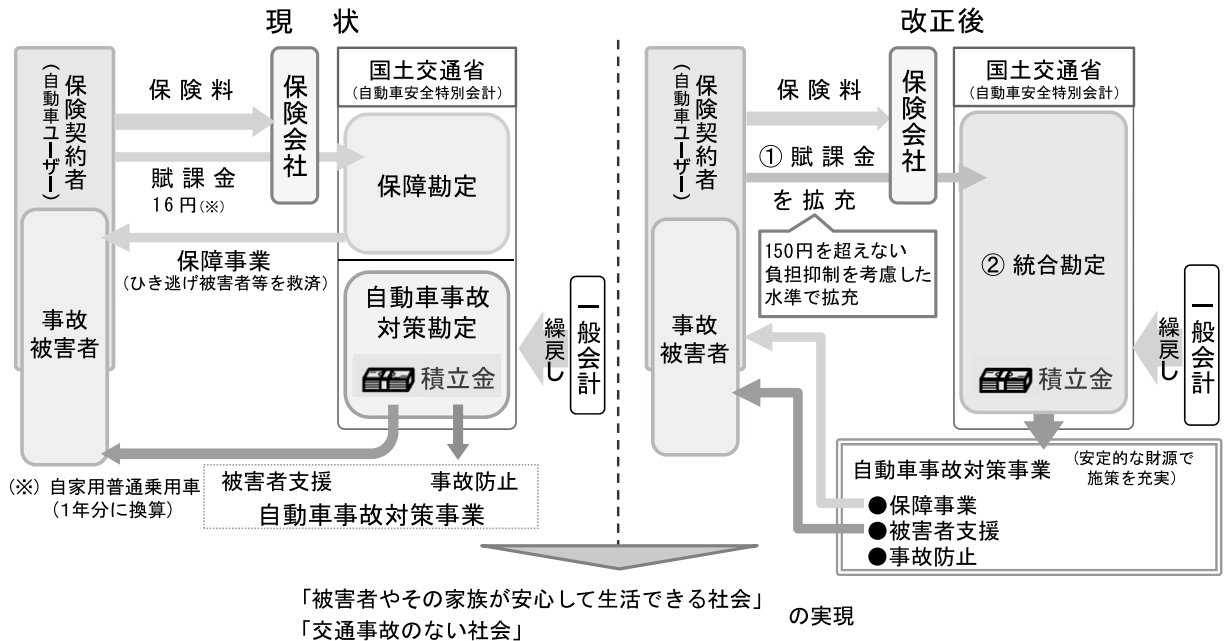 現　状
保険契約者
（自動車ユーザー）
保険料
保険会社
賦課金
16円（※）
国土交通省
（自動車安全特別会計）
保障勘定
保障事業
（ひき逃げ被害者等を救済）
事故
被害者
自動車事故
対策勘定
積立金
繰戻し
一般会計
被害者支援　事故防止
自動車事故対策事業
（※）自家用普通乗用車
（1年分に換算）
改正後
保険契約者
（自動車ユーザー）
保険料
保険会社
①賦課金
を拡充
150円を超えない
負担抑制を考慮した
水準で拡充
国土交通省
（自動車安全特別会計）
②統合勘定
積立金
繰戻し
一般会計
事故
被害者
自動車事故対策事業
（安定的な財源で
施策を充実）
●保障事業
●被害者支援
●事故防止
「被害者やその家族が安心して生活できる社会」
「交通事故のない社会」
の実現